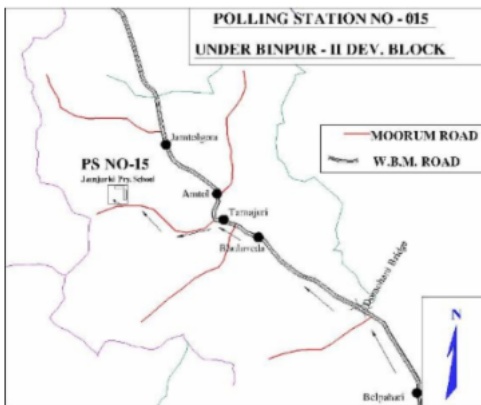 POLLING STATION NO - 015
UNDER BINPUR - II DEV. BLOCK
MOORUM ROAD
W.B.M. ROAD
PS NO-15
Pry. School
Amtol
Tamajuri
Bridge
N
Belpahari